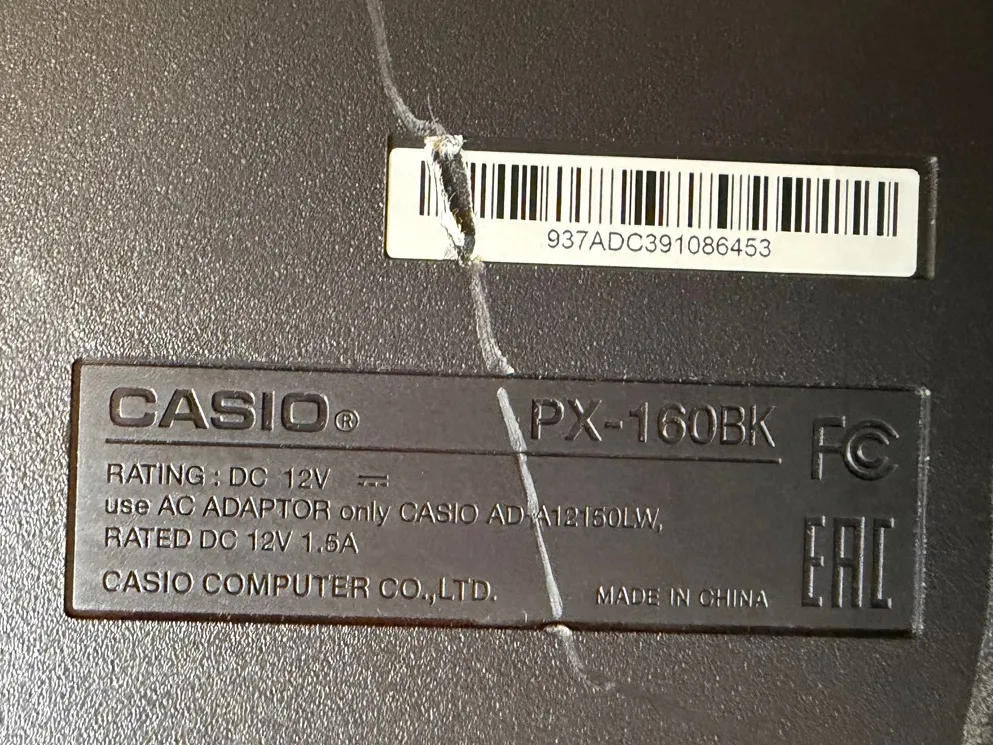 937ADC391086453
CASIO®
PX-160BK
FC
RATING : DC 12V ⎓
use AC ADAPTOR only CASIO AD-A12150LW,
RATED DC 12V 1.5A
EAC
CASIO COMPUTER CO.,LTD.
MADE IN CHINA